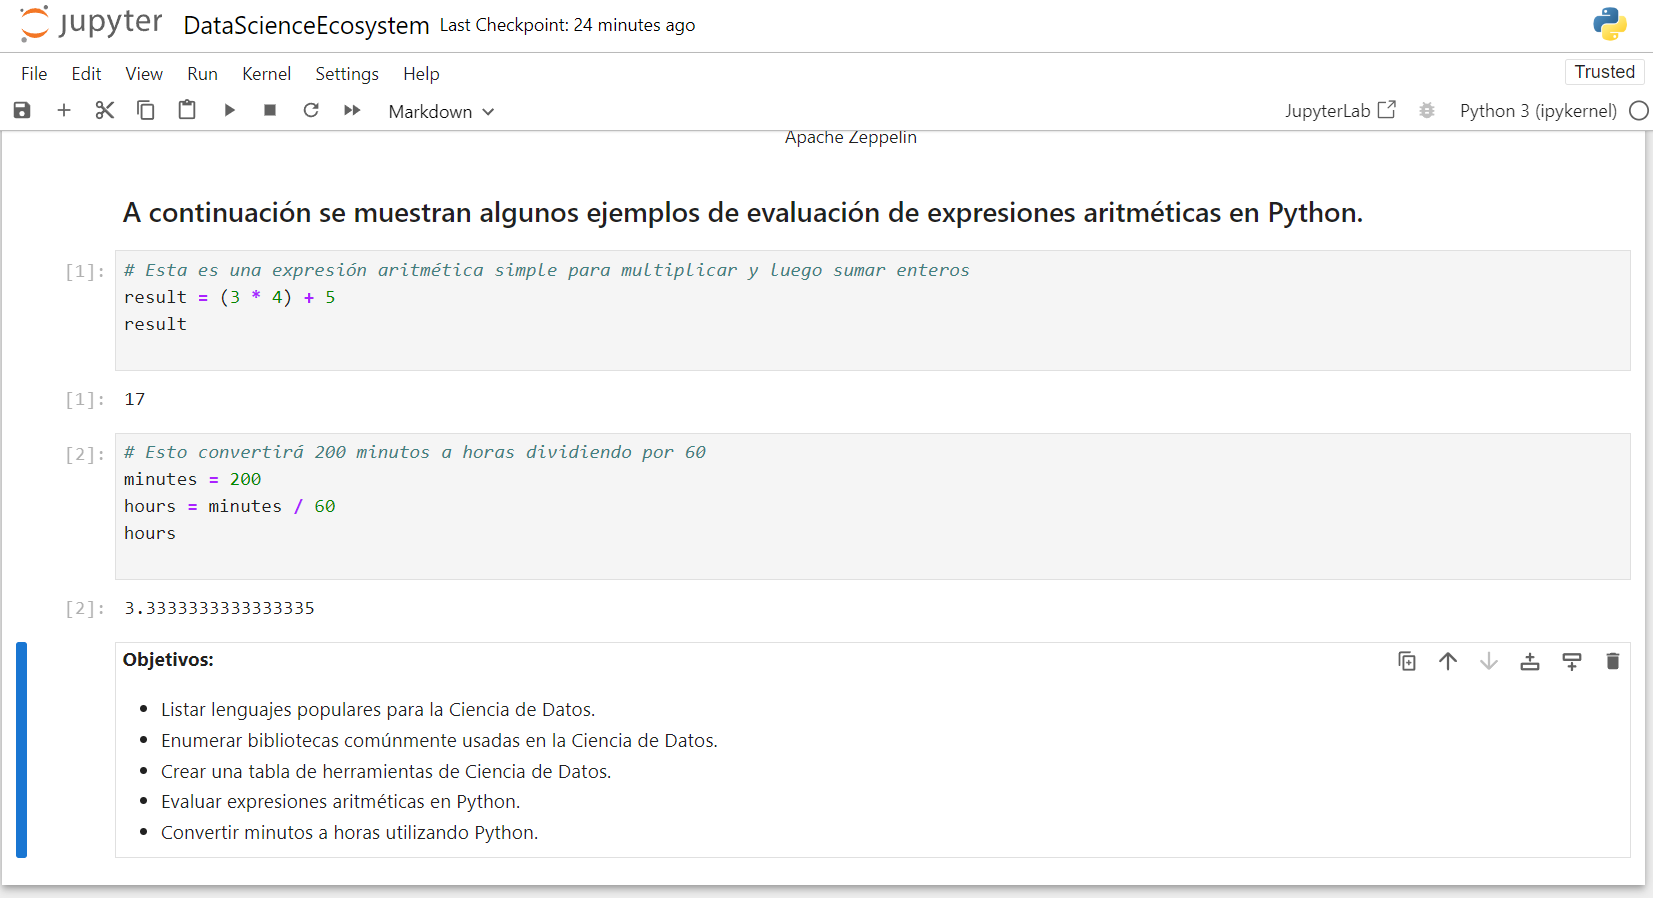 jupyter DataScienceEcosystem Last Checkpoint: 24 minutes ago
File Edit View Run Kernel Settings Help Trusted
Markdown JupyterLab Python 3 (ipykernel)
Apache Zeppelin
A continuación se muestran algunos ejemplos de evaluación de expresiones aritméticas en Python.
[1]: # Esta es una expresión aritmética simple para multiplicar y luego sumar enteros
result = (3 * 4) + 5
result
[1]: 17
[2]: # Esto convertirá 200 minutos a horas dividiendo por 60
minutes = 200
hours = minutes / 60
hours
[2]: 3.3333333333333335
Objetivos:
• Listar lenguajes populares para la Ciencia de Datos.
• Enumerar bibliotecas comúnmente usadas en la Ciencia de Datos.
• Crear una tabla de herramientas de Ciencia de Datos.
• Evaluar expresiones aritméticas en Python.
• Convertir minutos a horas utilizando Python.